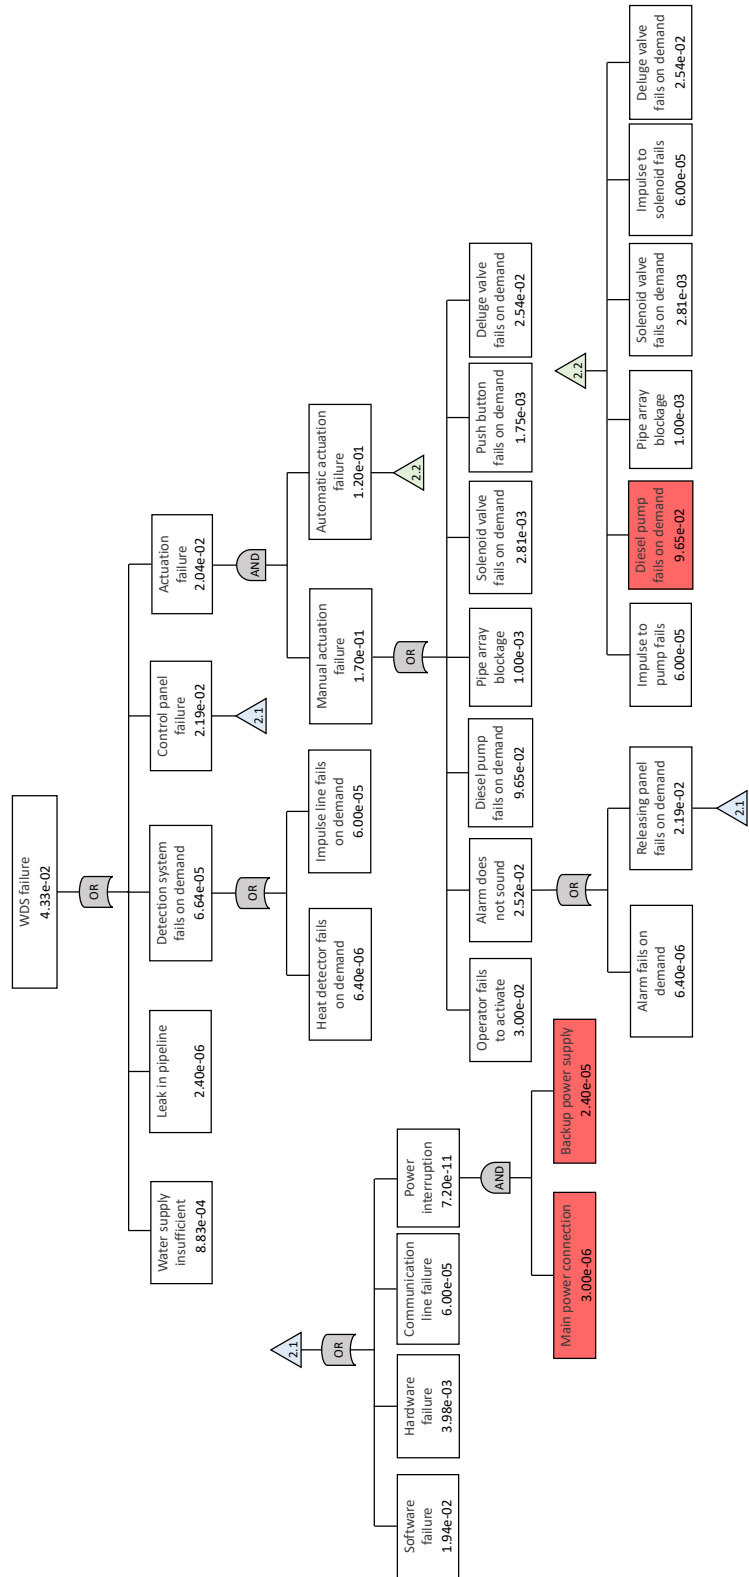 WDS failure
4.33e-02
OR
Water supply
insufficient
8.83e-04
Leak in pipeline
2.40e-06
Detection system
fails on demand
6.64e-05
Control panel
failure
2.19e-02
Actuation
failure
2.04e-02
OR
2.1
AND
Heat detector fails
on demand
6.40e-06
Impulse line fails
on demand
6.00e-05
Manual actuation
failure
1.70e-01
Automatic actuation
failure
1.20e-01
OR
2.2
Operator fails
to activate
3.00e-02
Alarm does
not sound
2.52e-02
Diesel pump
fails on demand
9.65e-02
Pipe array
blockage
1.00e-03
Solenoid valve
fails on demand
2.81e-03
Push button
fails on demand
1.75e-03
Deluge valve
fails on demand
2.54e-02
OR
Alarm fails on
demand
6.40e-06
Releasing panel
fails on demand
2.19e-02
2.1
2.1
OR
Software
failure
1.94e-02
Hardware
failure
3.98e-03
Communication
line failure
6.00e-05
Power
interruption
7.20e-11
AND
Main power connection
3.00e-06
Backup power supply
2.40e-05
2.2
Impulse to
pump fails
6.00e-05
Diesel pump
fails on demand
9.65e-02
Pipe array
blockage
1.00e-03
Solenoid valve
fails on demand
2.81e-03
Impulse to
solenoid fails
6.00e-05
Deluge valve
fails on demand
2.54e-02